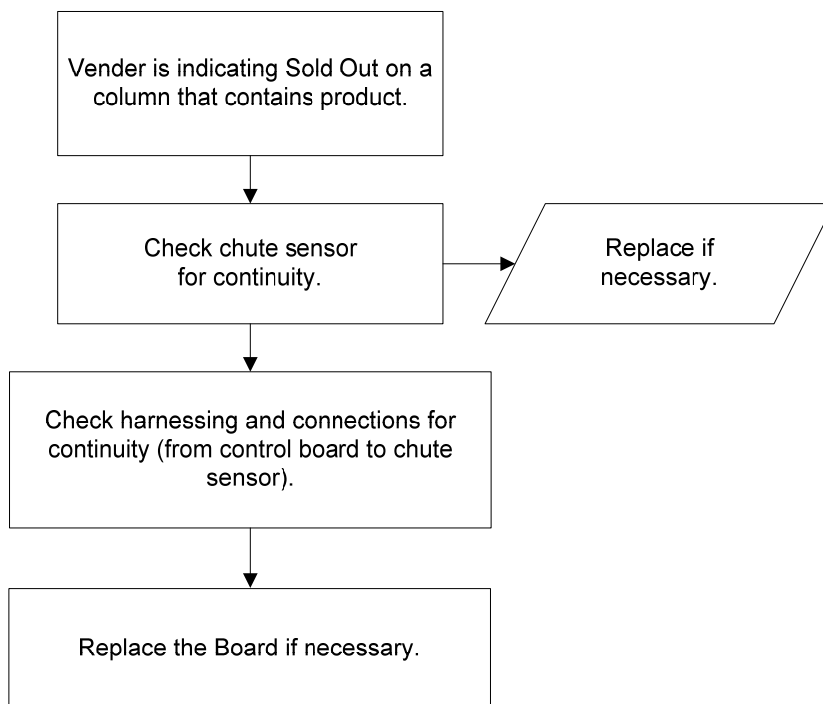 Vender is indicating Sold Out on a
column that contains product.
Check chute sensor
for continuity.
Replace if
necessary.
Check harnessing and connections for
continuity (from control board to chute
sensor).
Replace the Board if necessary.